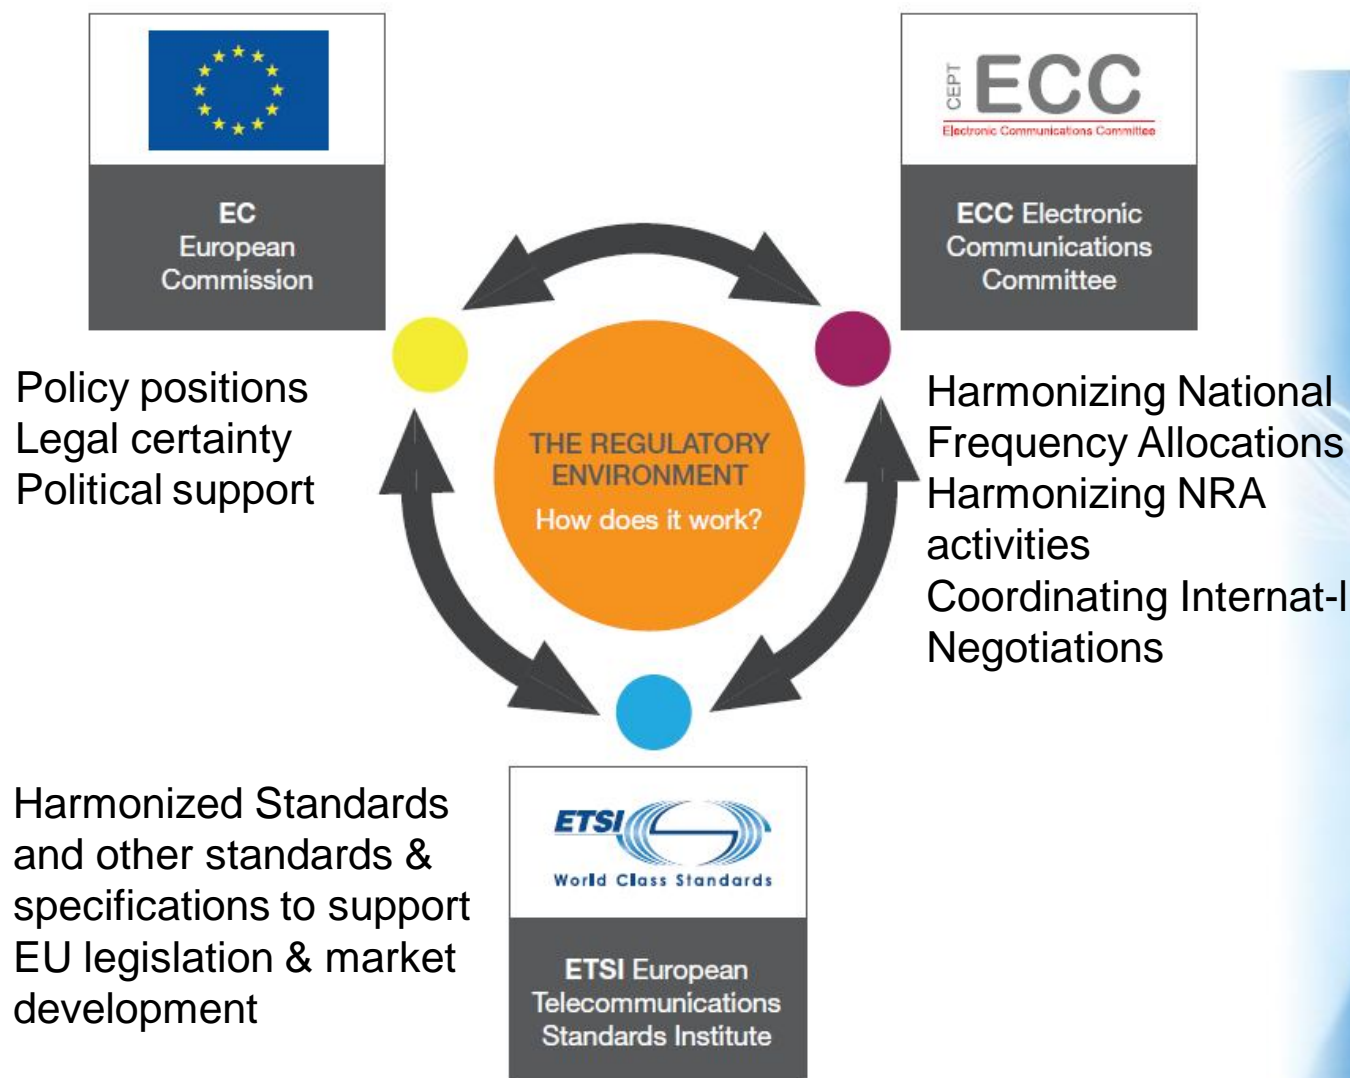 CEPT
ECC
Electronic Communications Committee
EC
European
Commission
ECC Electronic
Communications
Committee
Policy positions
Legal certainty
Political support
THE REGULATORY
ENVIRONMENT
How does it work?
Harmonizing National
Frequency Allocations
Harmonizing NRA
activities
Coordinating Internat-l
Negotiations
Harmonized Standards
and other standards &
specifications to support
EU legislation & market
development
ETSI
World Class Standards
ETSI European
Telecommunications
Standards Institute